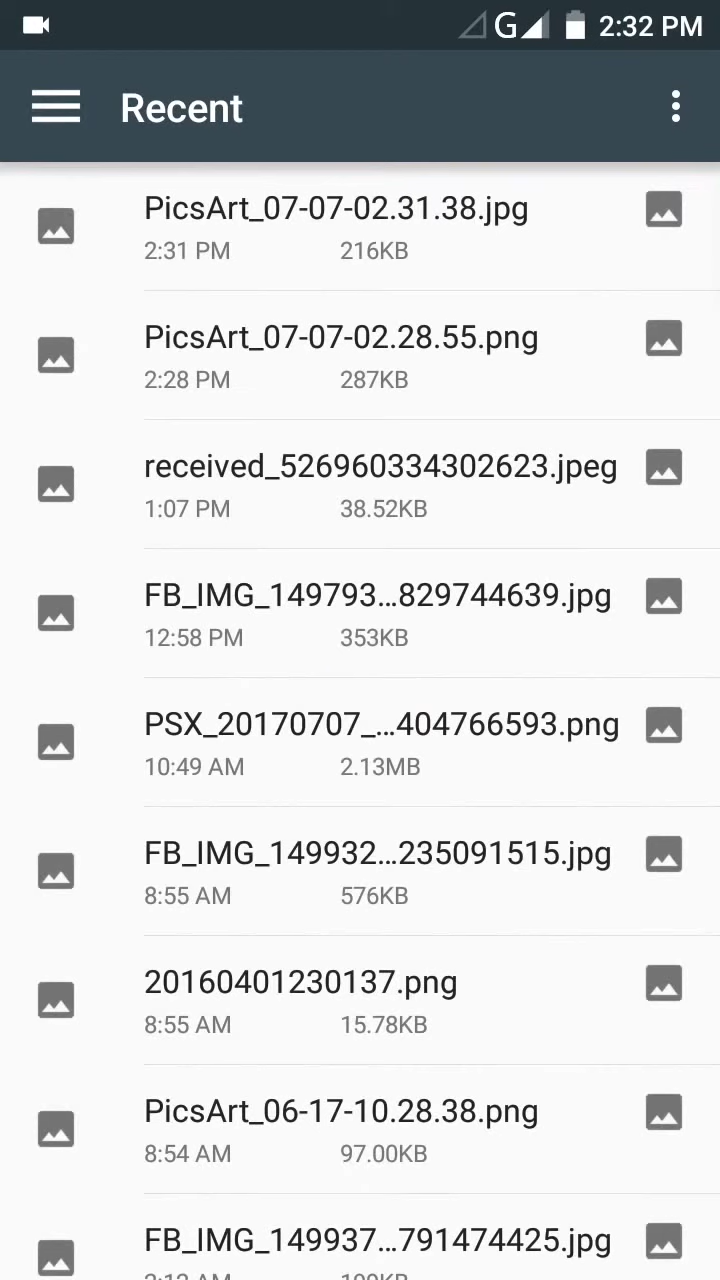 G 2:32 PM
Recent
PicsArt_07-07-02.31.38.jpg
2:31 PM 216KB
PicsArt_07-07-02.28.55.png
2:28 PM 287KB
received_526960334302623.jpeg
1:07 PM 38.52KB
FB_IMG_149793...829744639.jpg
12:58 PM 353KB
PSX_20170707_...404766593.png
10:49 AM 2.13MB
FB_IMG_149932...235091515.jpg
8:55 AM 576KB
20160401230137.png
8:55 AM 15.78KB
PicsArt_06-17-10.28.38.png
8:54 AM 97.00KB
FB_IMG_149937...791474425.jpg